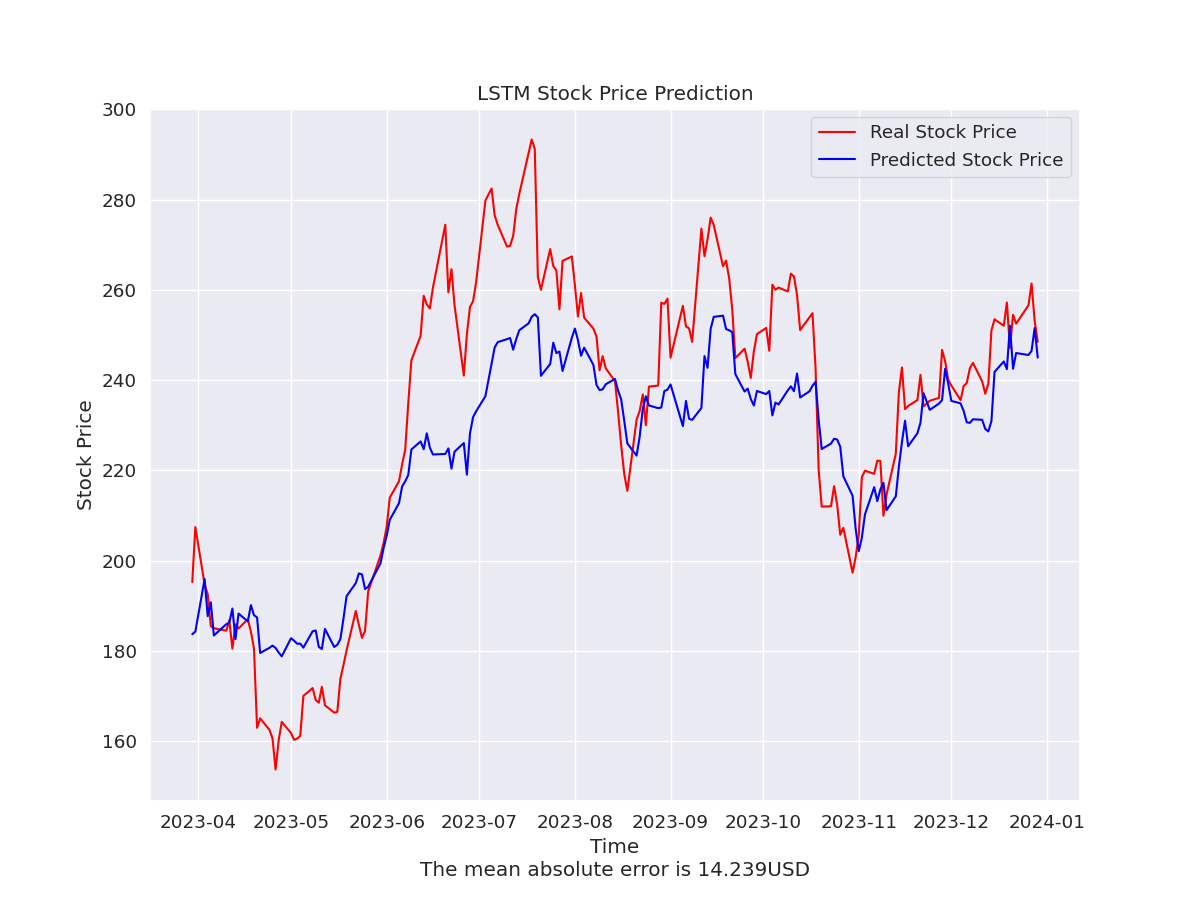 LSTM Stock Price Prediction
Real Stock Price
Predicted Stock Price
Stock Price
300
280
260
240
220
200
180
160
2023-04 2023-05 2023-06 2023-07 2023-08 2023-09 2023-10 2023-11 2023-12 2024-01
Time
The mean absolute error is 14.239USD